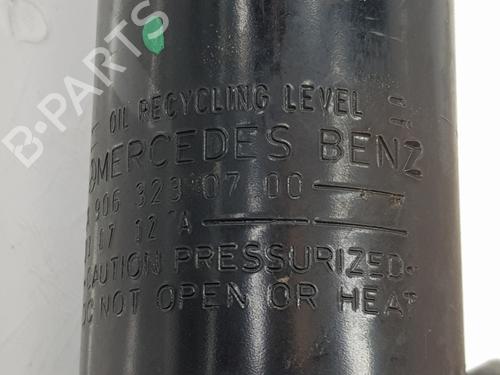 B-PARTS
OIL RECYCLING LEVEL
MERCEDES BENZ
906 323 07 00
12 A
CAUTION PRESSURIZED-
NOT OPEN OR HEAT